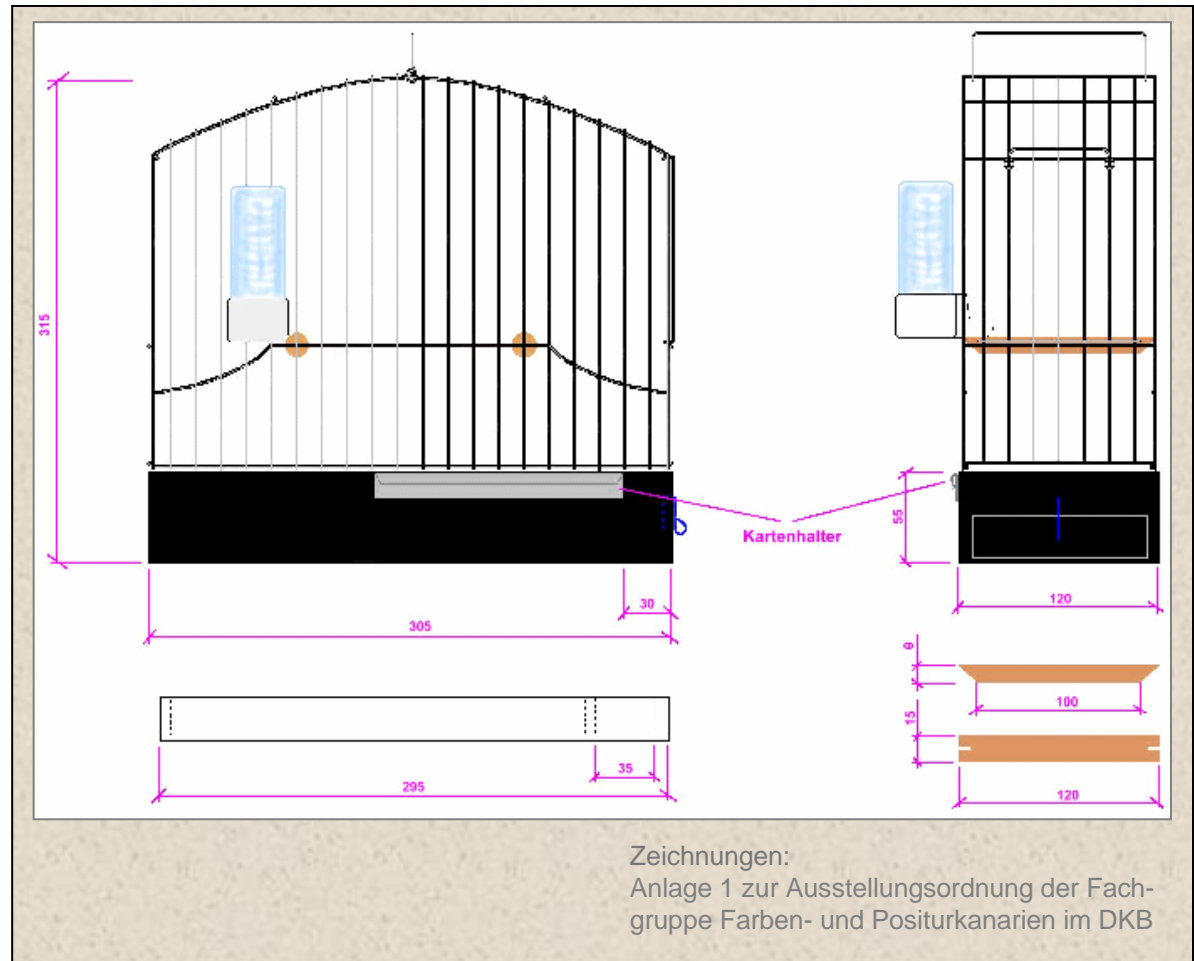 315
55
Kartenhalter
30
305
120
8
100
15
35
295
120
Zeichnungen:
Anlage 1 zur Ausstellungsordnung der Fach-
gruppe Farben- und Positurkanarien im DKB